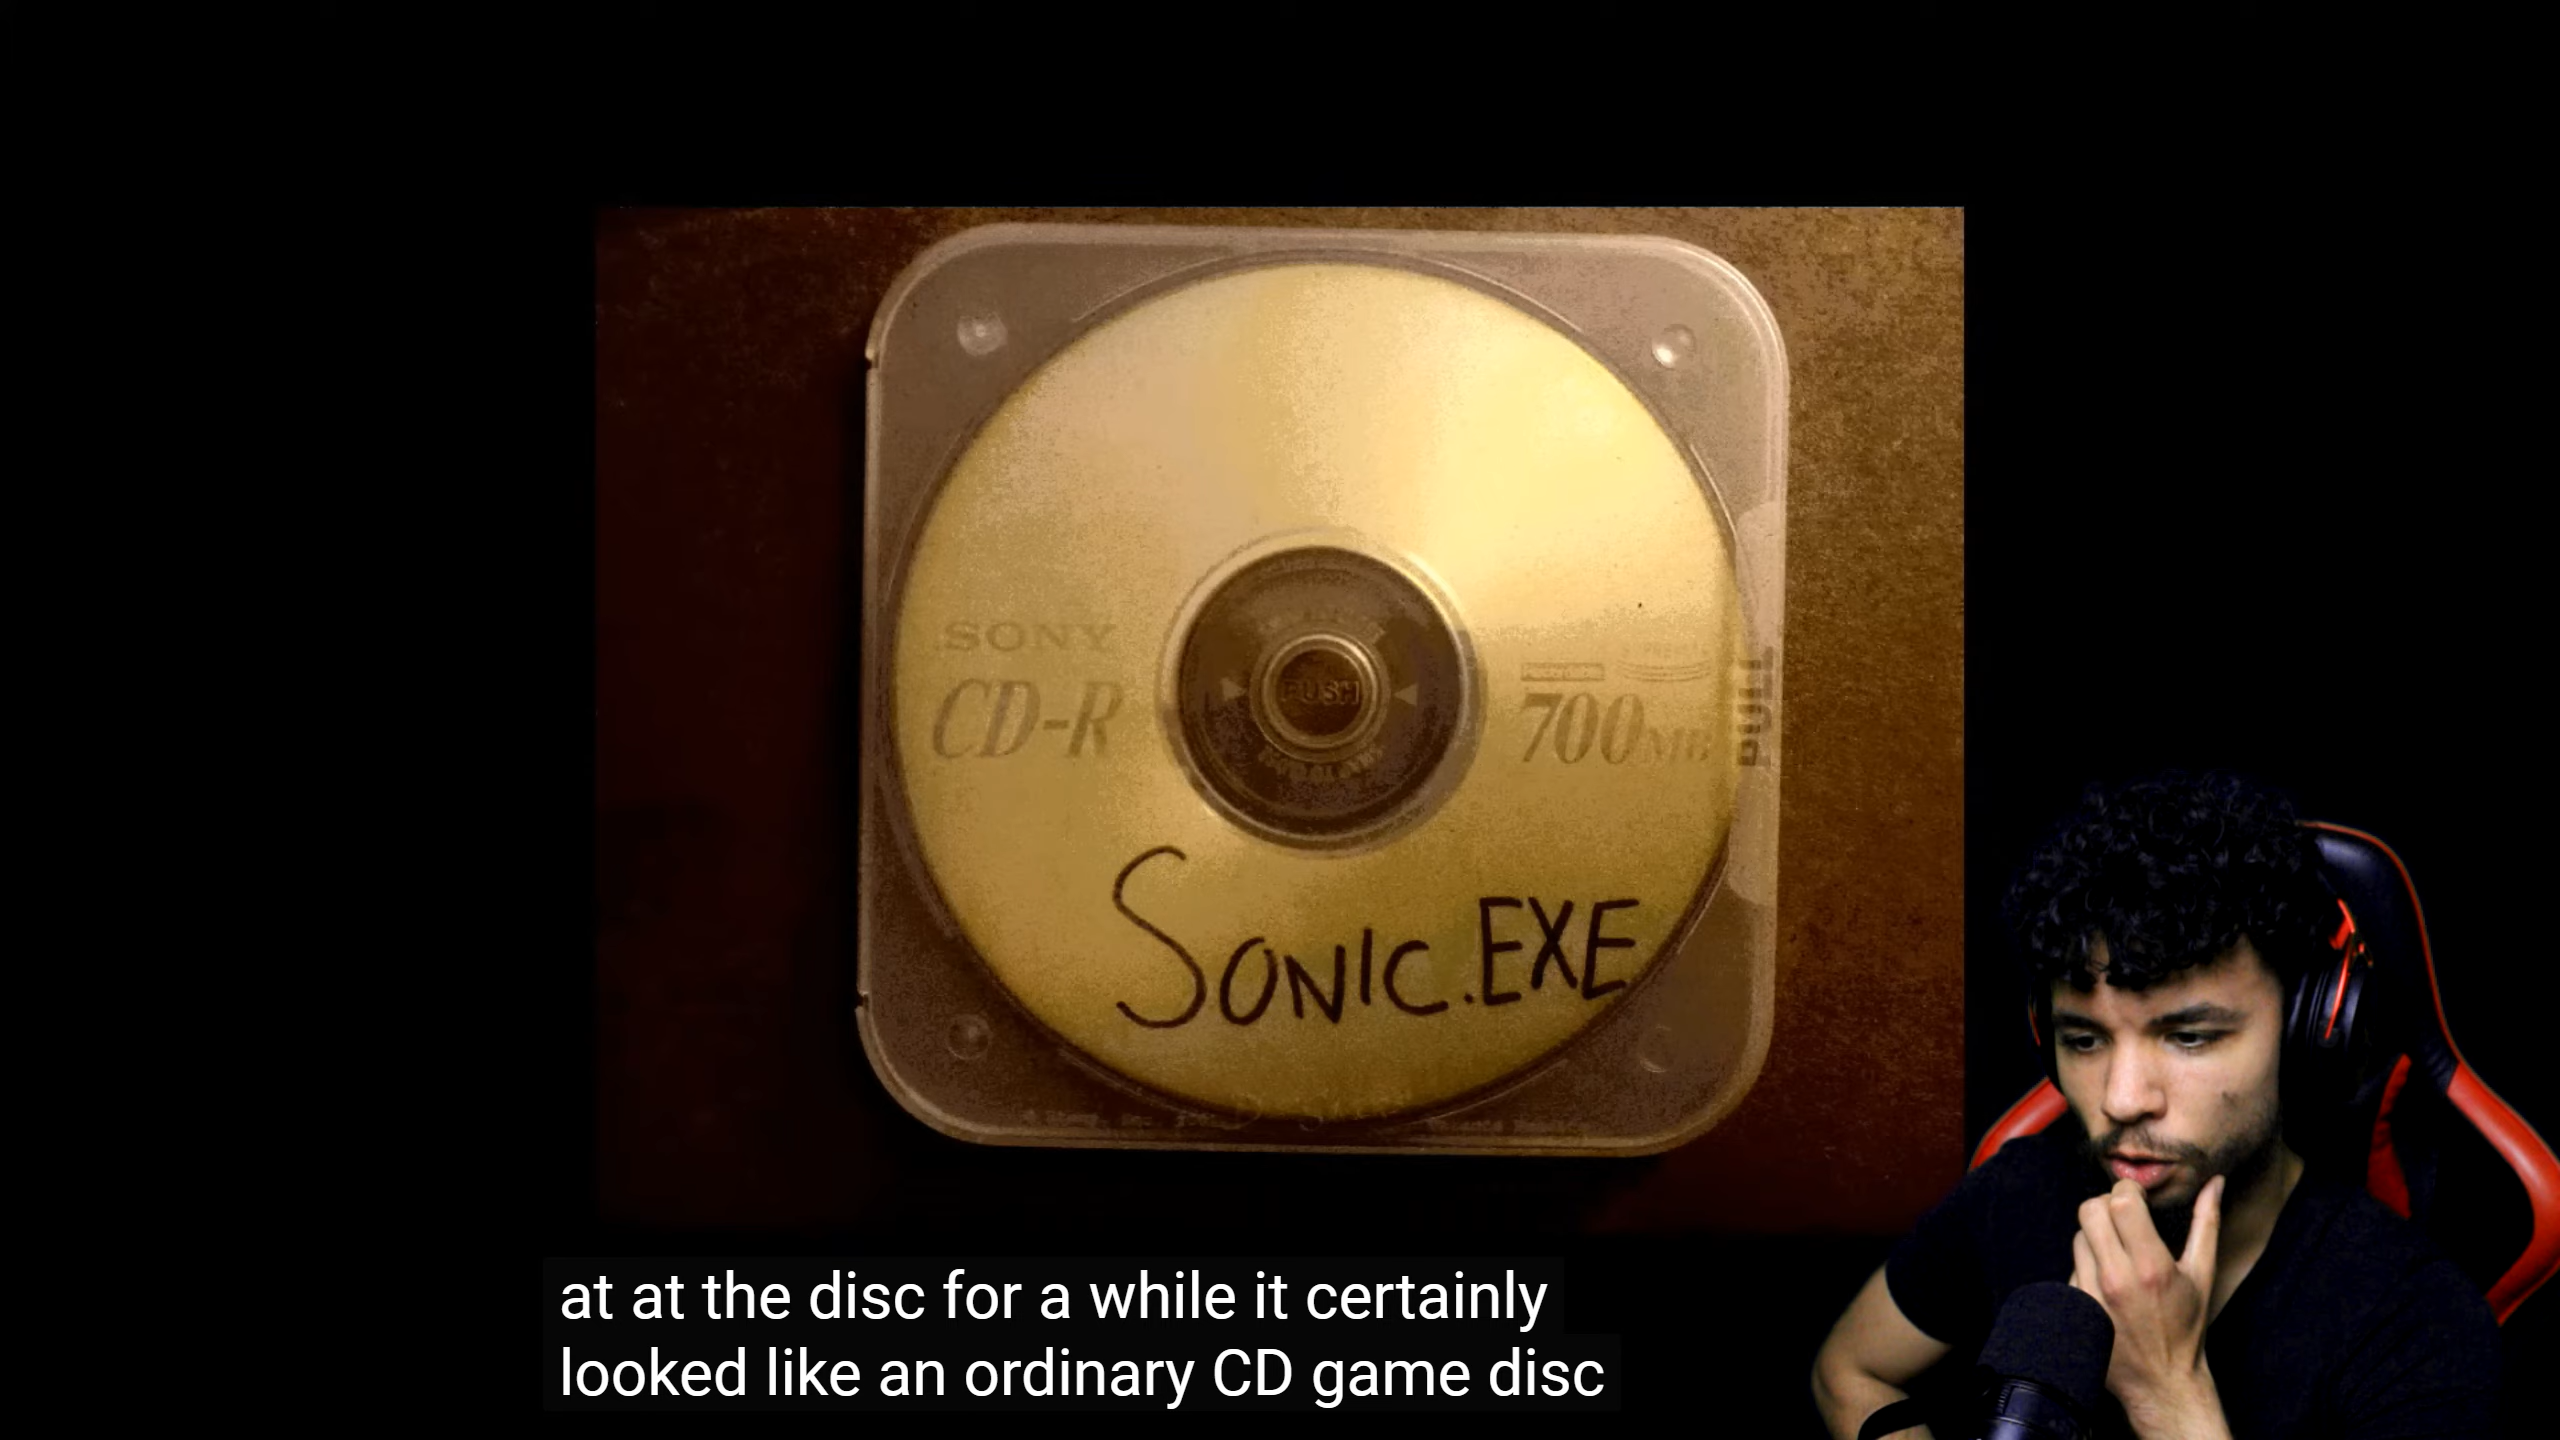 SONY
CD-R
PUSH
700MB
PULL
SONIC.EXE
at at the disc for a while it certainly
looked like an ordinary CD game disc